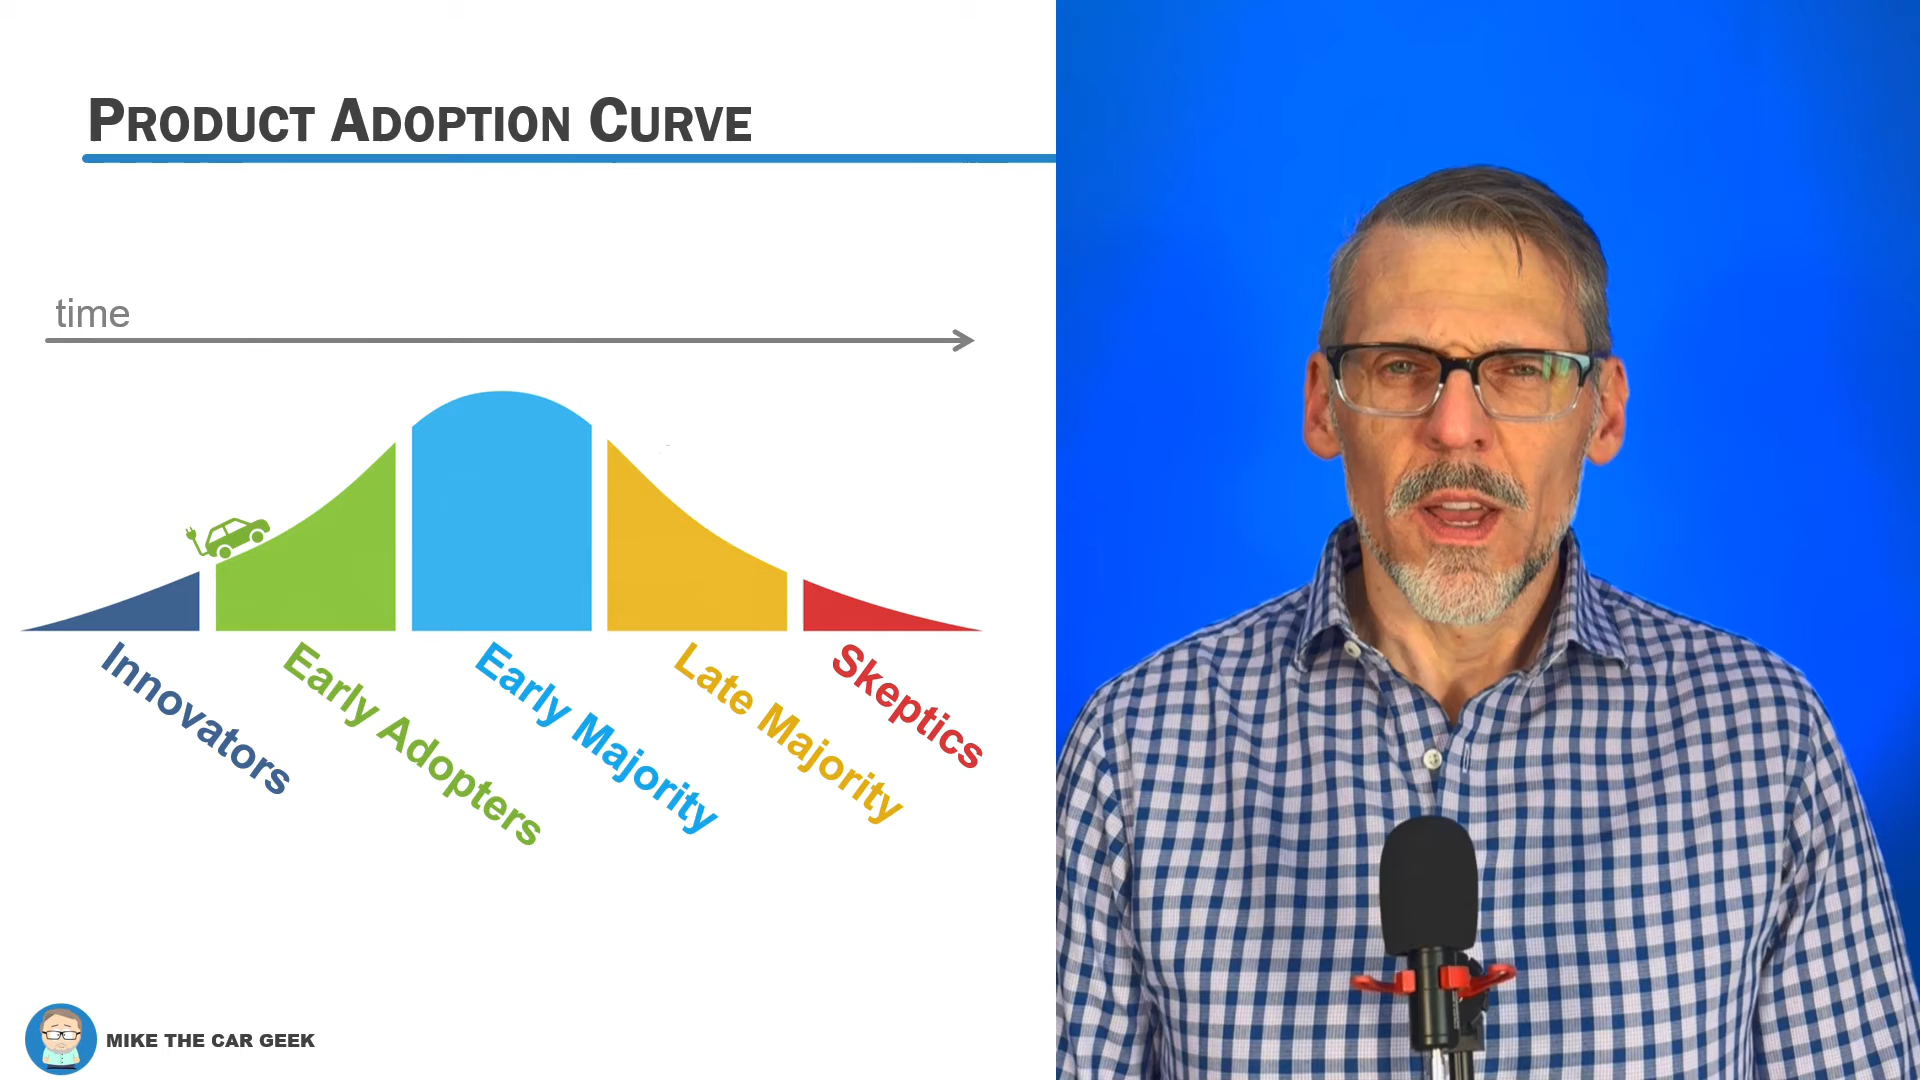 PRODUCT ADOPTION CURVE
time
Innovators
Early Adopters
Early Majority
Late Majority
Skeptics
MIKE THE CAR GEEK